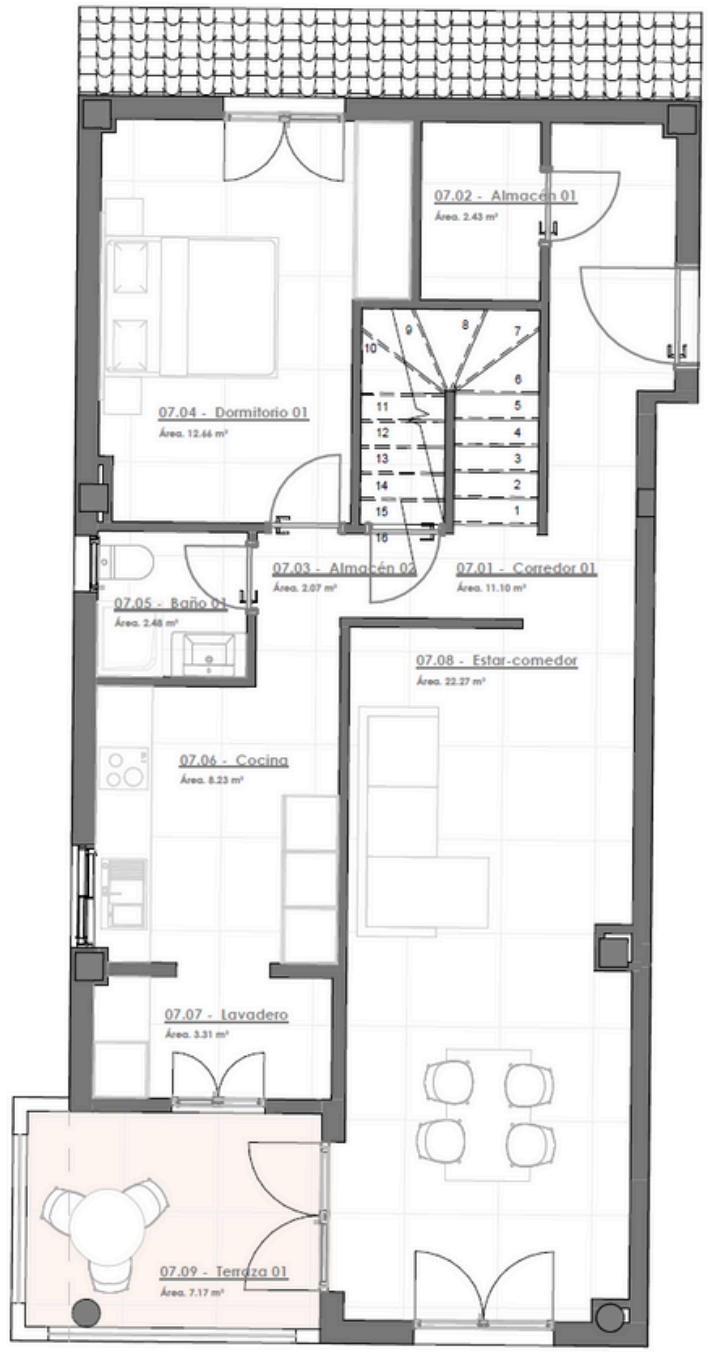 07.02 - Almacén 01
Área. 2.43 m²
9
8
7
10
6
11
5
12
4
13
3
14
2
15
1
16
07.04 - Dormitorio 01
Área. 12.66 m²
07.03 - Almacén 02
Área. 2.07 m²
07.01 - Corredor 01
Área. 11.10 m²
07.05 - Baño 01
Área. 2.48 m²
07.08 - Estar-comedor
Área. 22.27 m²
07.06 - Cocina
Área. 8.23 m²
07.07 - Lavadero
Área. 3.31 m²
07.09 - Terraza 01
Área. 7.17 m²